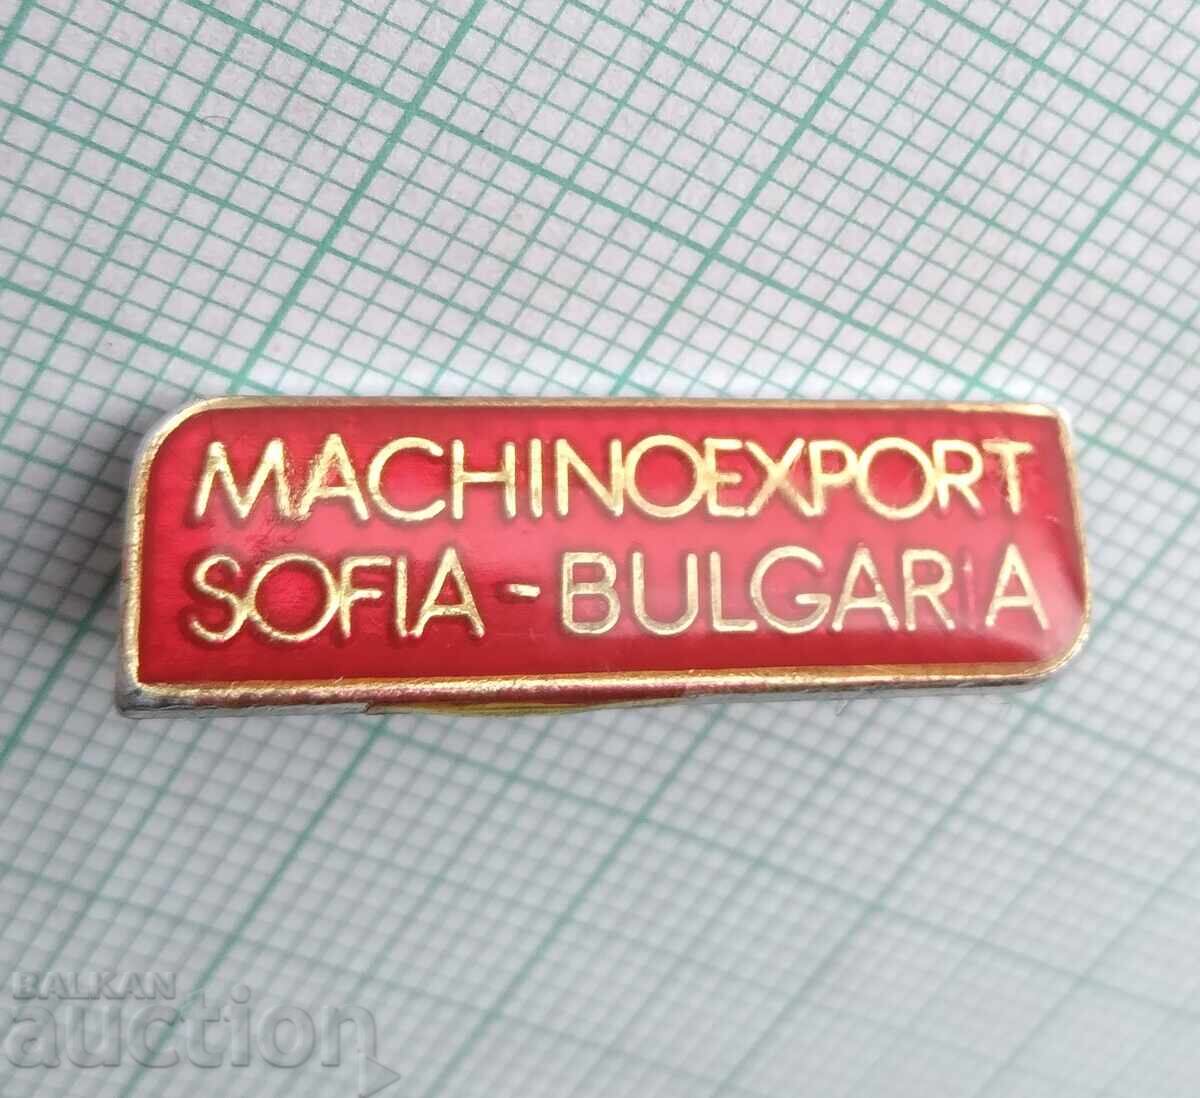 MACHINOEXPORT
SOFIA - BULGARIA
BALKAN
auction